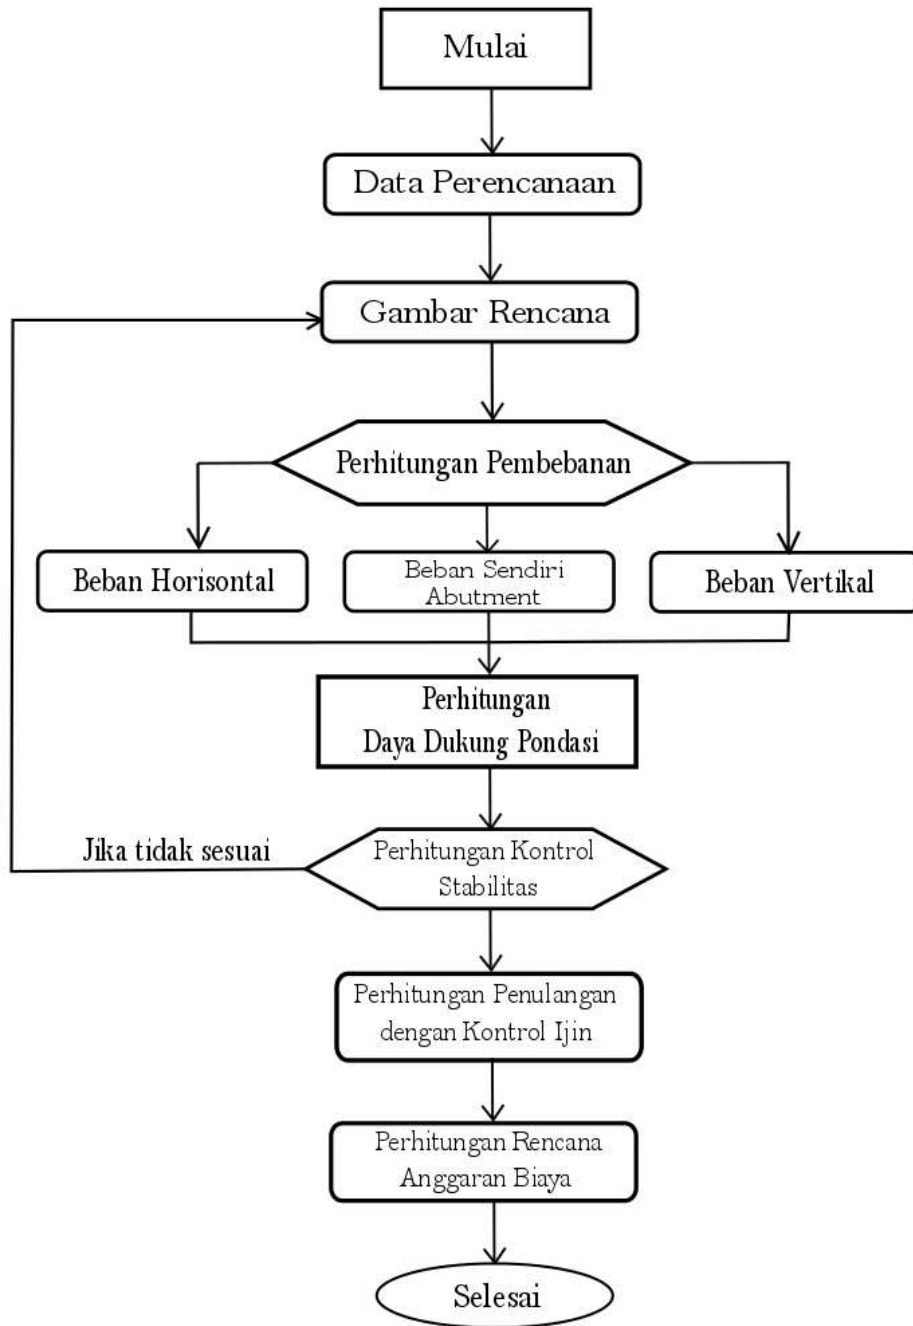 Mulai
Data Perencanaan
Gambar Rencana
Perhitungan Pembebanan
Beban Horisontal
Beban Sendiri
Abutment
Beban Vertikal
Perhitungan
Daya Dukung Pondasi
Jika tidak sesuai
Perhitungan Kontrol
Stabilitas
Perhitungan Penulangan
dengan Kontrol Ijin
Perhitungan Rencana
Anggaran Biaya
Selesai